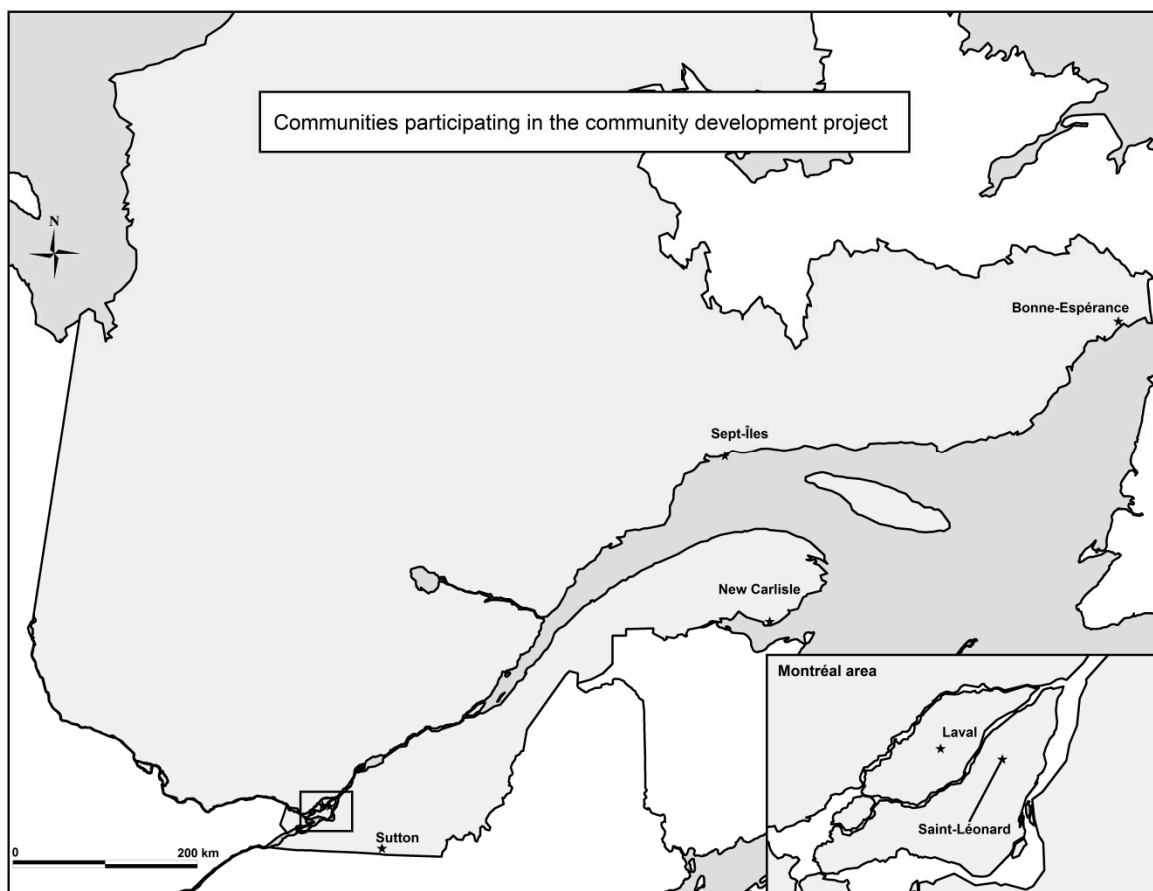 Communities participating in the community development project
N
Bonne-Espérance
Sept-Îles
New Carlisle
Montréal area
Laval
Saint-Léonard
Sutton
0 200 km